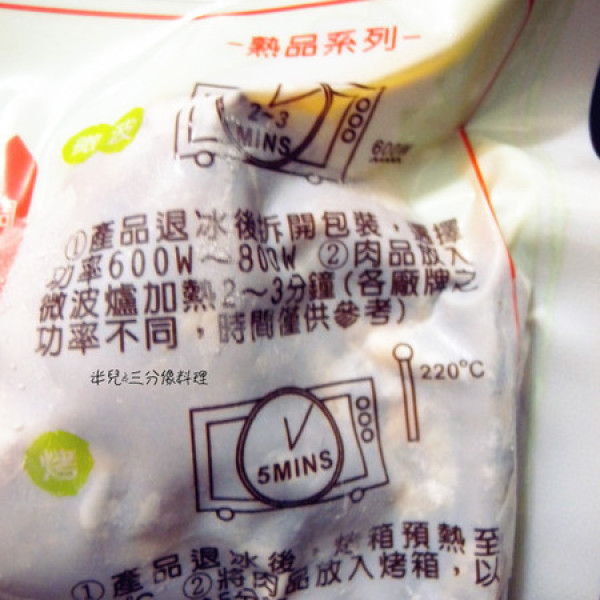 -熟品系列-
微波
2-3
MINS
600W
①產品退冰後拆開包裝，選擇
功率600W～800W ②肉品放入
微波爐加熱2～3分鐘(各廠牌之
功率不同，時間僅供參考)
半兒の三分像料理
220°C
5MINS
烤
①產品退冰後，烤箱預熱至
②將肉品放入烤箱，以